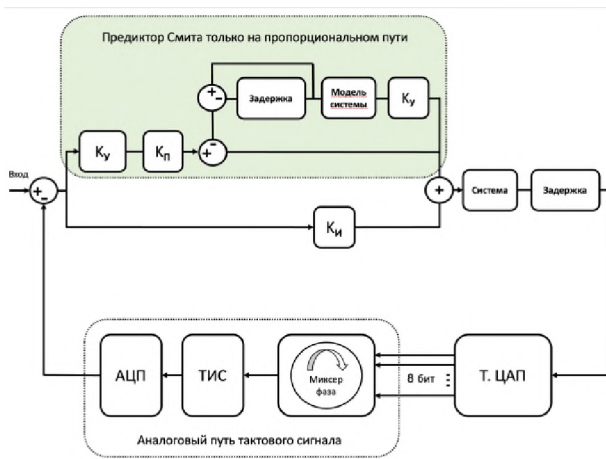 Предиктор Смита только на пропорциональном пути
+
-
Задержка
Модель
системы
Kу
Kу
Kп
+
-
Вход
+
-
+
Система
Задержка
Kи
АЦП
ТИС
Миксер
фаза
8 бит
Т. ЦАП
Аналоговый путь тактового сигнала